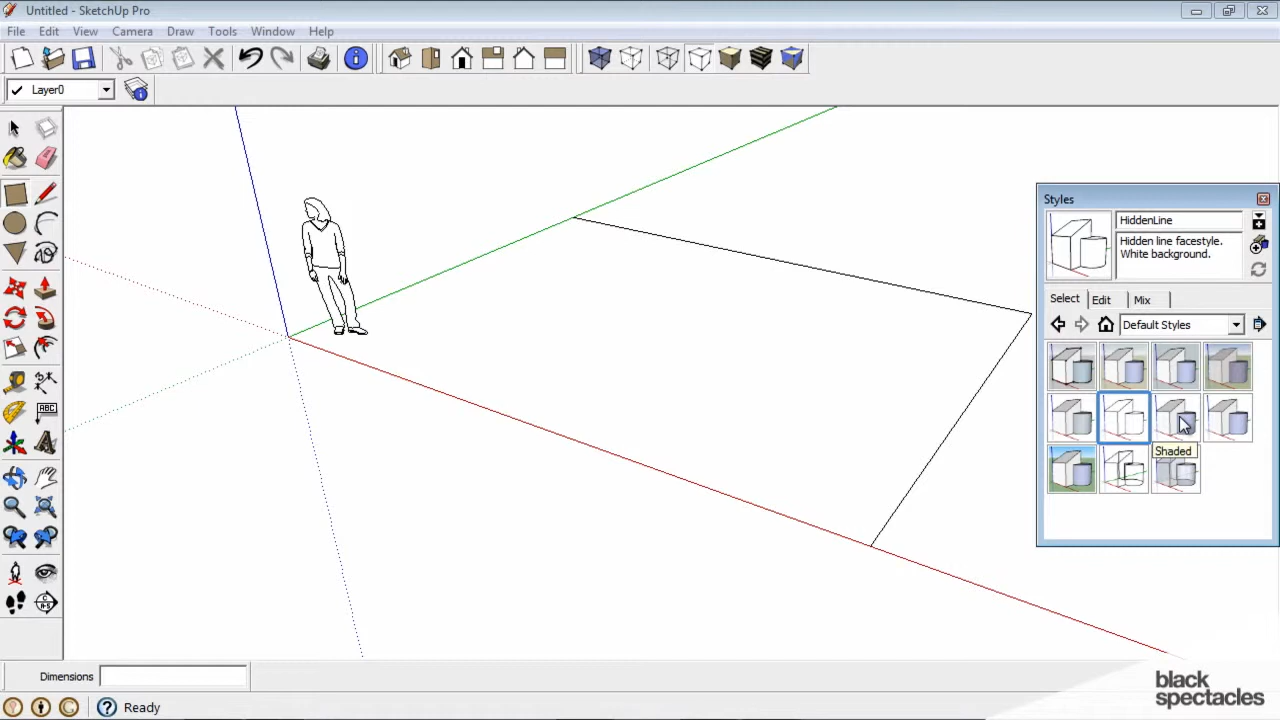 Untitled - SketchUp Pro
File Edit View Camera Draw Tools Window Help
Layer0
Styles
HiddenLine
Hidden line facestyle.
White background.
Select Edit Mix
Default Styles
Shaded
ABC
Dimensions
Ready
black
spectacles